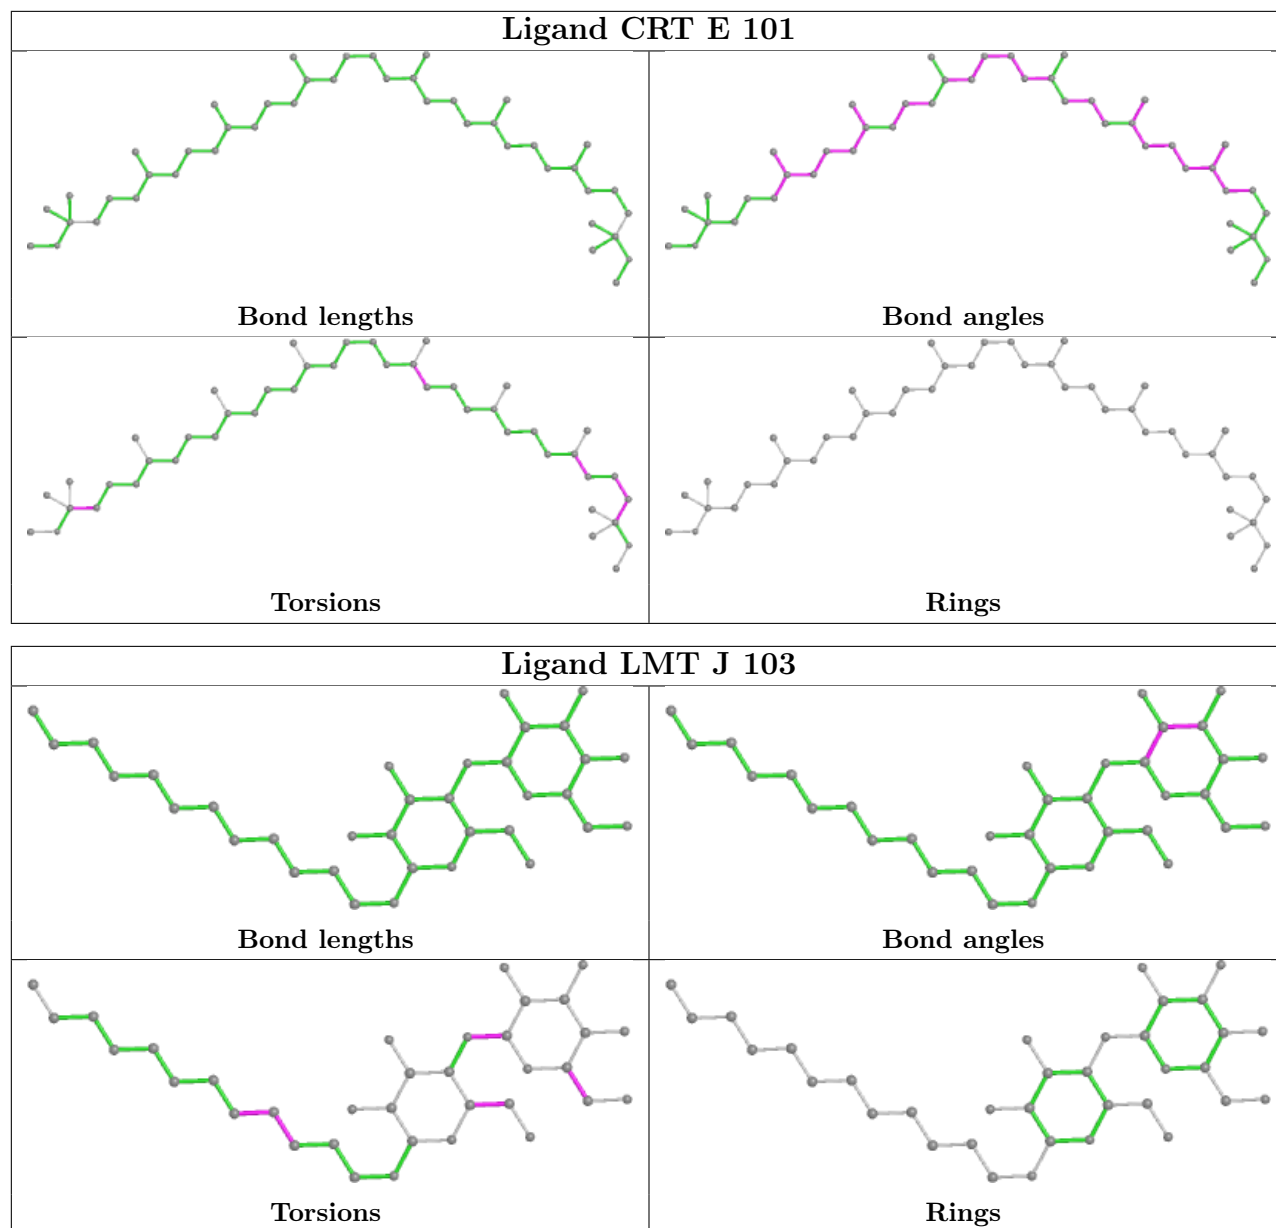 Ligand CRT E 101
Bond lengths
Bond angles
Torsions
Rings
Ligand LMT J 103
Bond lengths
Bond angles
Torsions
Rings